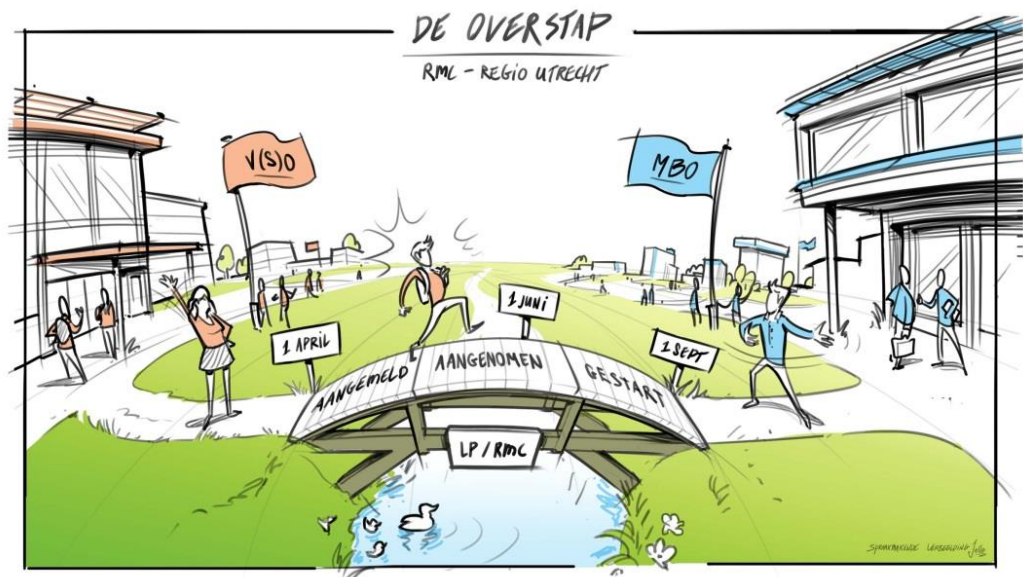 DE OVERSTAP
RMC - REGIO UTRECHT
V(S)O
MBO
1 APRIL
1 JUNI
1 SEPT
AANGEMELD
AANGENOMEN
GESTART
LP / RMC